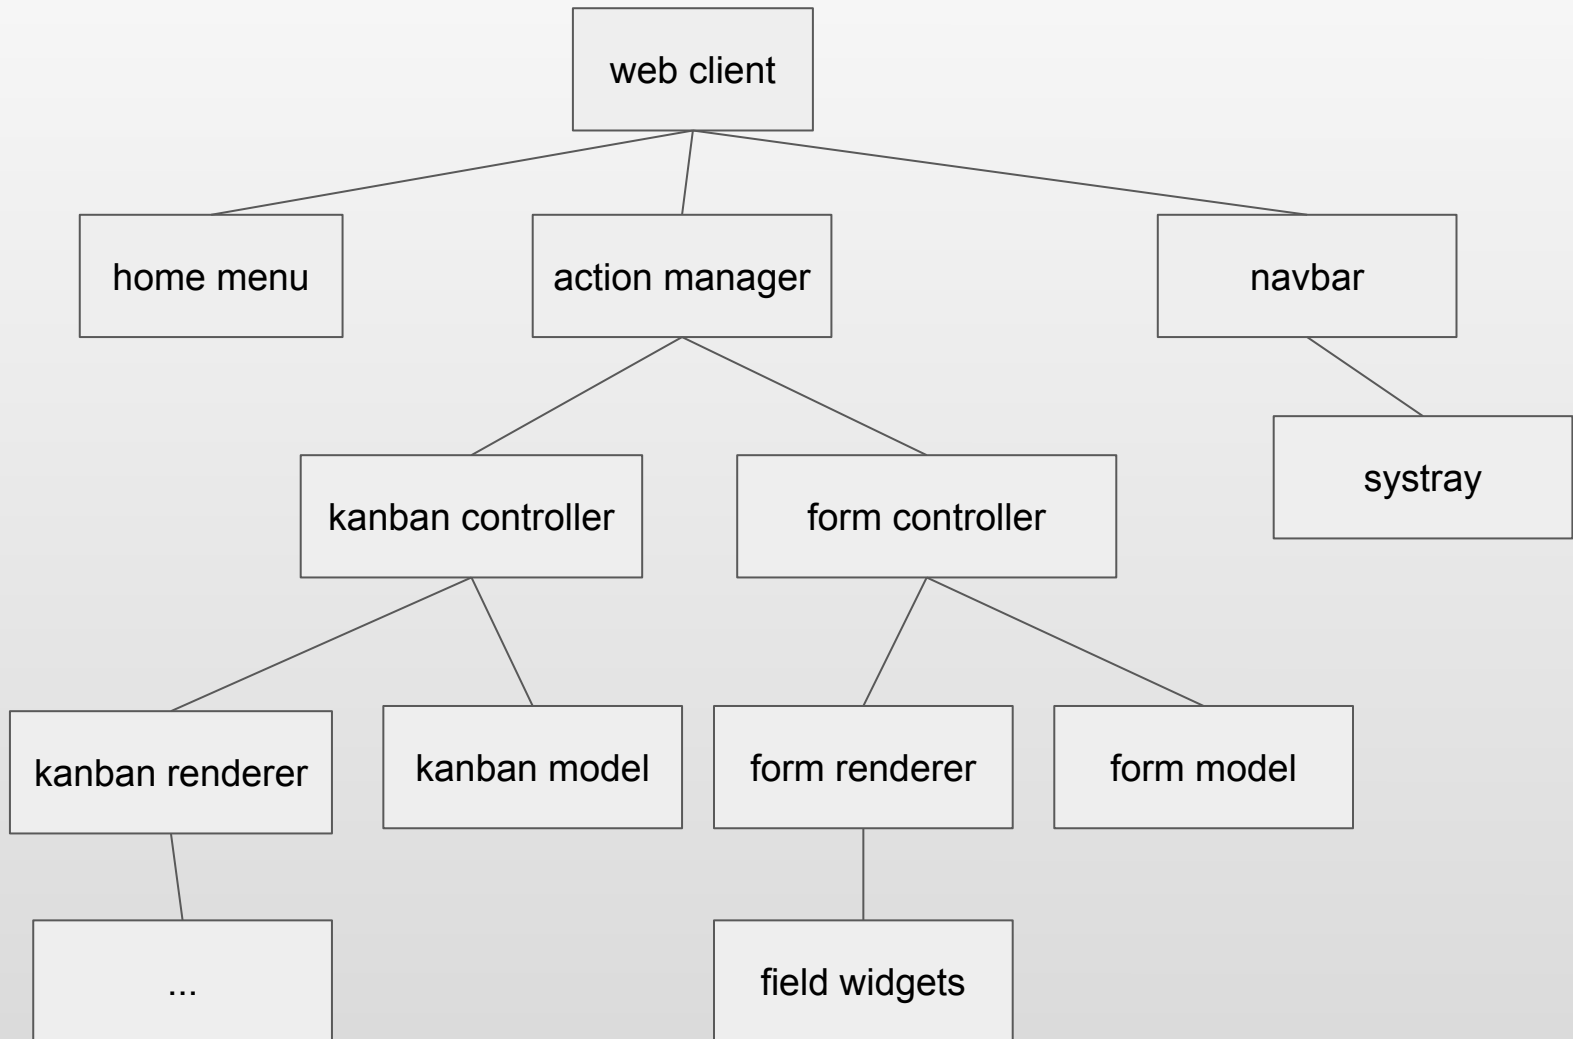 web client
home menu
action manager
navbar
systray
kanban controller
form controller
kanban renderer
kanban model
form renderer
form model
...
field widgets